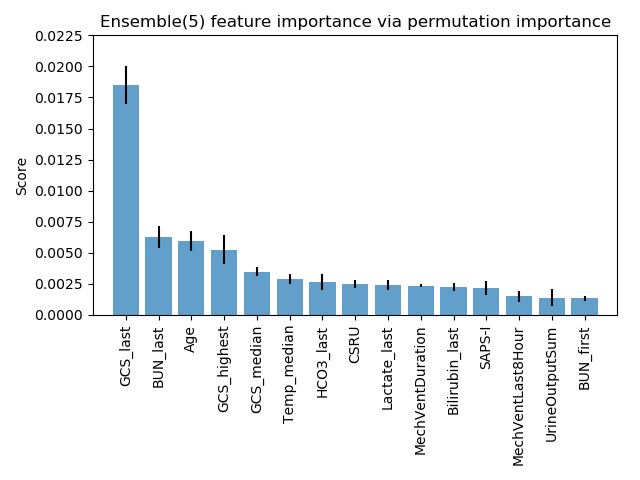 Ensemble(5) feature importance via permutation importance
0.0225
0.0200
0.0175
0.0150
0.0125
0.0100
0.0075
0.0050
0.0025
0.0000
Score
GCS_last
BUN_last
Age
GCS_highest
GCS_median
Temp_median
HCO3_last
CSRU
Lactate_last
MechVentDuration
Bilirubin_last
SAPS-I
MechVentLast8Hour
UrineOutputSum
BUN_first